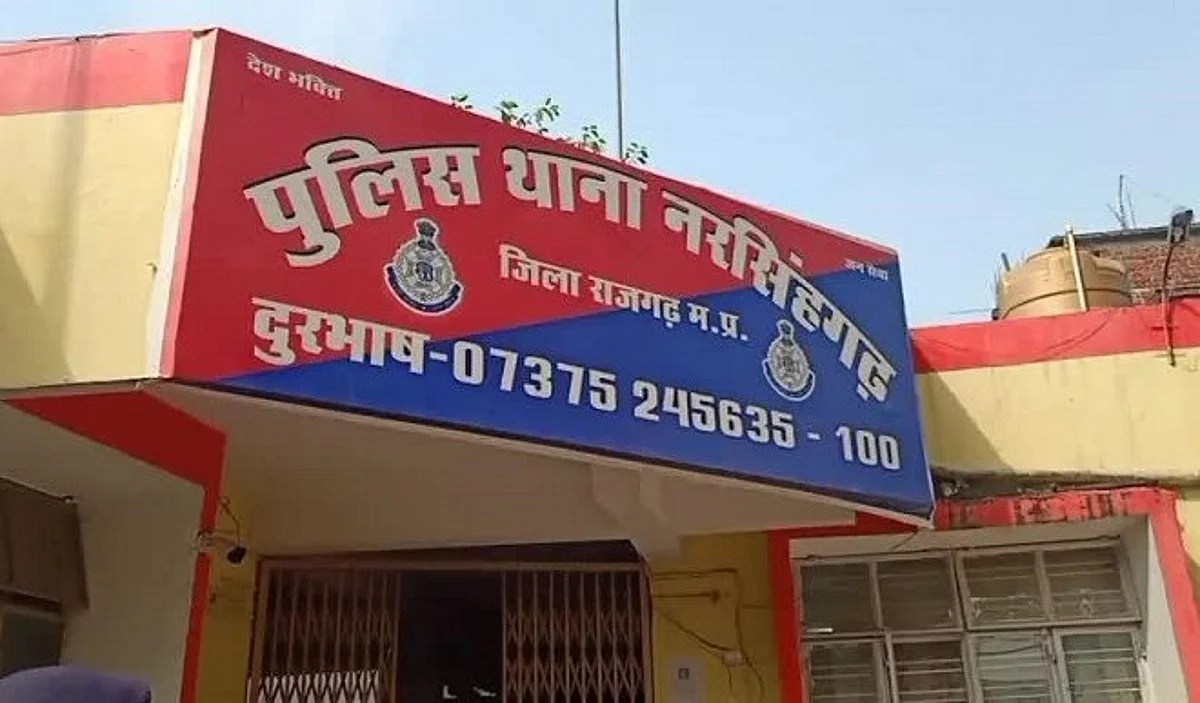 देश भक्ति
जन सेवा
पुलिस थाना नरसिंहगढ़
जिला राजगढ़ म.प्र.
दुरभाष-07375 245635 - 100